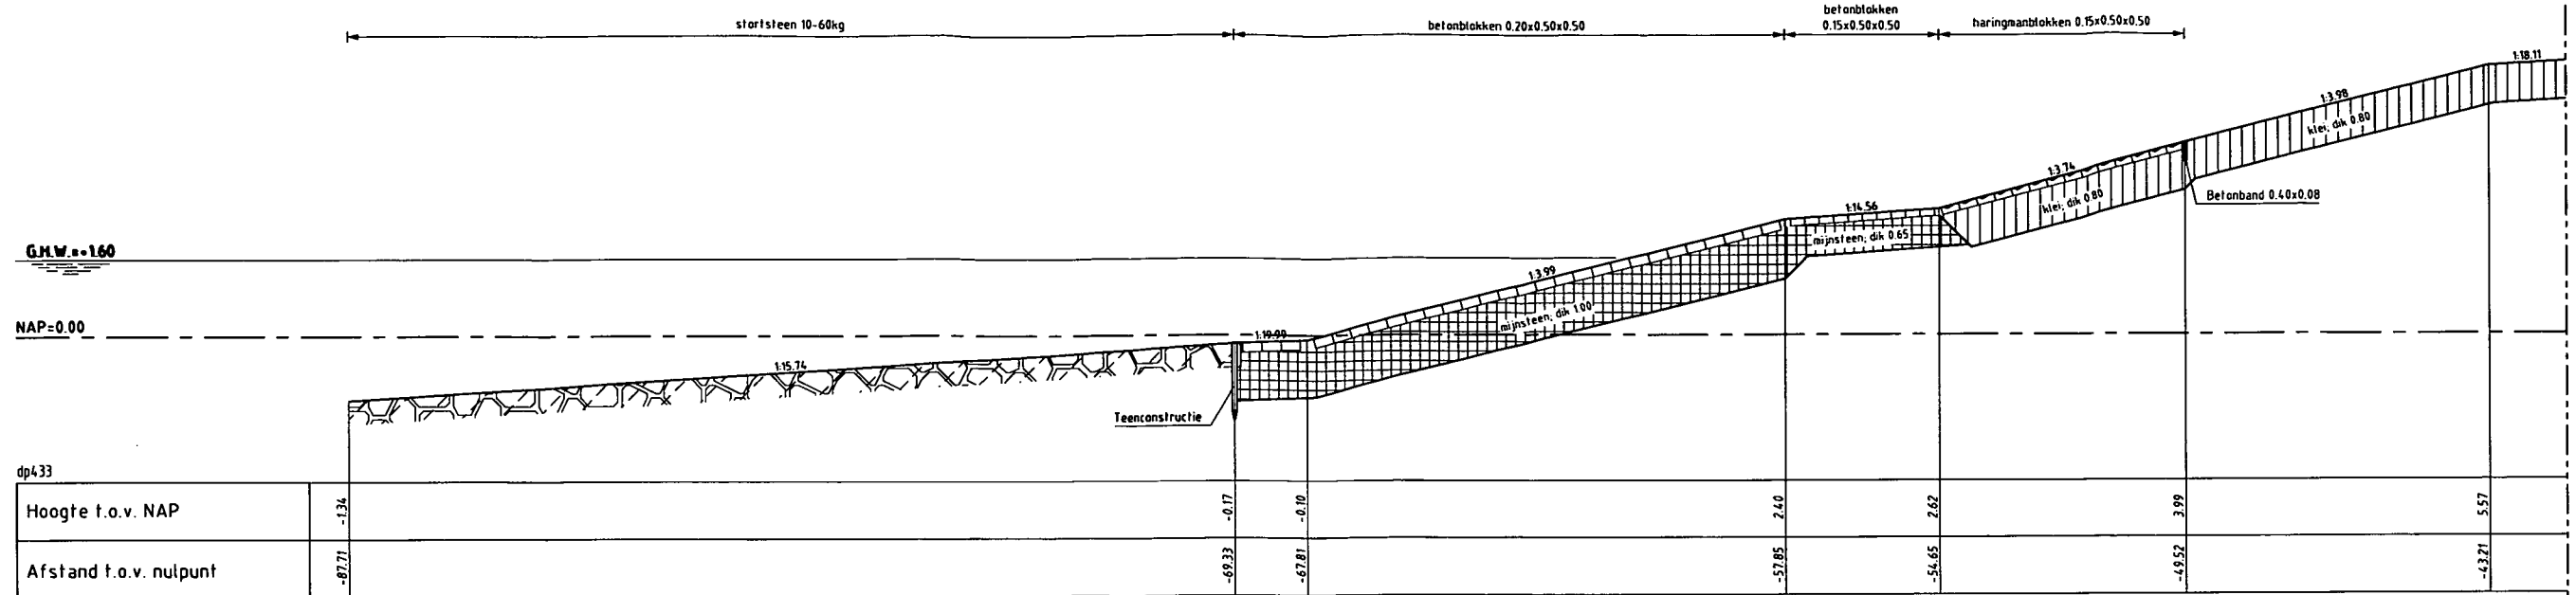 stortsteen 10-60kg
betonblokken 0.20x0.50x0.50
betonblokken
0.15x0.50x0.50
haringmanblokken 0.15x0.50x0.50
1:18.11
1:3.98
klei; dik 0.80
1:3.74
klei; dik 0.80
Betonband 0.40x0.08
1:14.56
mijnsteen; dik 0.65
G.H.W.=+1.60
1:3.99
mijnsteen; dik 1.00
NAP=0.00
1:19.99
1:15.74
Teenconstructie
dp433
Hoogte t.o.v. NAP -1.34 -0.17 -0.10 2.40 2.62 3.99 5.57
Afstand t.o.v. nulpunt -87.71 -69.33 -67.81 -57.85 -54.65 -49.52 -43.21